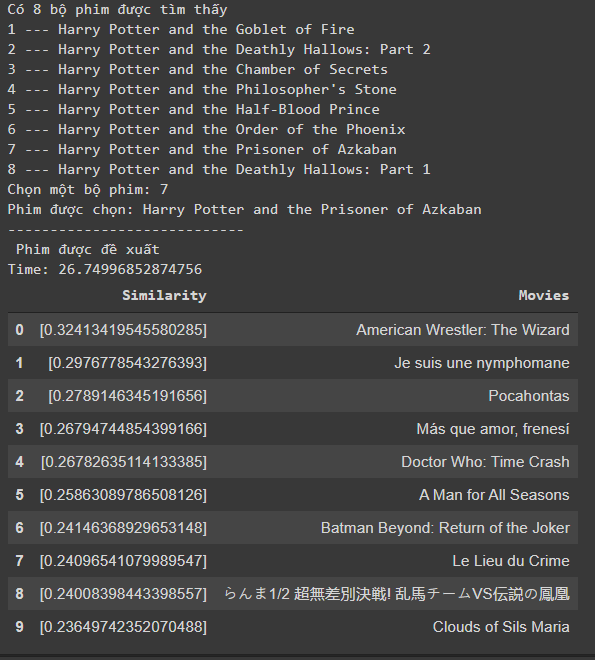 Có 8 bộ phim được tìm thấy
1 --- Harry Potter and the Goblet of Fire
2 --- Harry Potter and the Deathly Hallows: Part 2
3 --- Harry Potter and the Chamber of Secrets
4 --- Harry Potter and the Philosopher's Stone
5 --- Harry Potter and the Half-Blood Prince
6 --- Harry Potter and the Order of the Phoenix
7 --- Harry Potter and the Prisoner of Azkaban
8 --- Harry Potter and the Deathly Hallows: Part 1
Chọn một bộ phim: 7
Phim được chọn: Harry Potter and the Prisoner of Azkaban
----------------------------
Phim được đề xuất
Time: 26.74996852874756
Similarity Movies
0 [0.32413419545580285] American Wrestler: The Wizard
1 [0.2976778543276393] Je suis une nymphomane
2 [0.2789146345191656] Pocahontas
3 [0.26794744854399166] Más que amor, frenesí
4 [0.26782635114133385] Doctor Who: Time Crash
5 [0.25863089786508126] A Man for All Seasons
6 [0.24146368929653148] Batman Beyond: Return of the Joker
7 [0.24096541079989547] Le Lieu du Crime
8 [0.24008398443398557] らんま1/2 超無差別決戦! 乱馬チームVS伝説の鳳凰
9 [0.23649742352070488] Clouds of Sils Maria